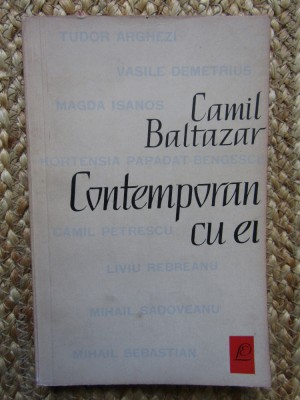 TUDOR ARGHEZI
VASILE DEMETRIUS
MAGDA ISANOS
Camil
Baltazar
HORTENSIA PAPADAT-BENGESCU
Contemporan
cu ei
CAMIL PETRESCU
LIVIU REBREANU
MIHAIL SADOVEANU
MIHAIL SEBASTIAN